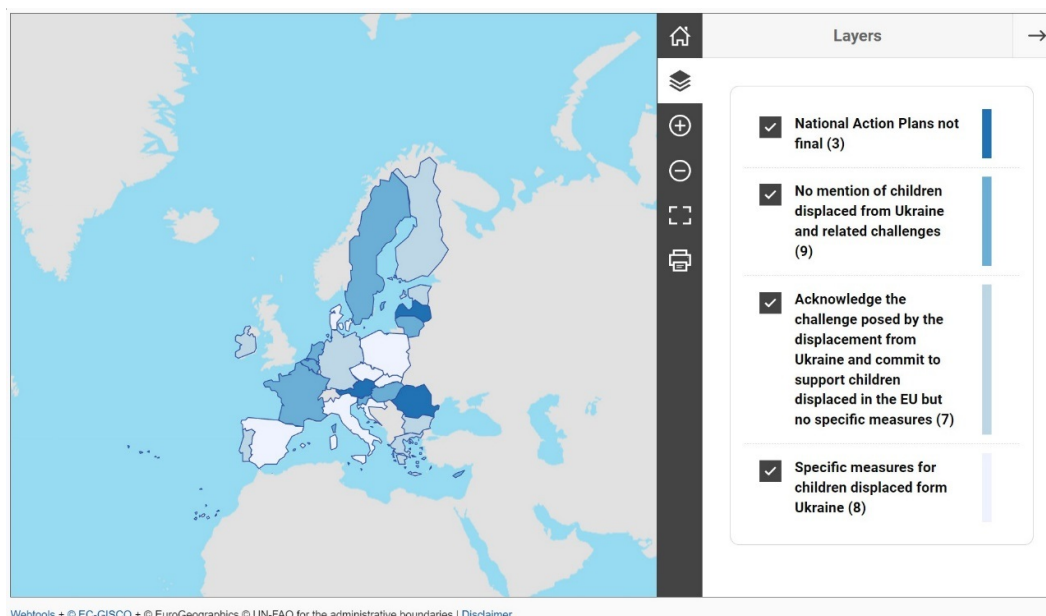 Layers
National Action Plans not
final (3)
No mention of children
displaced from Ukraine
and related challenges
(9)
Acknowledge the
challenge posed by the
displacement from
Ukraine and commit to
support children
displaced in the EU but
no specific measures (7)
Specific measures for
children displaced form
Ukraine (8)
Webtools + © EC-GISCO + © EuroGeographics © UN-FAO for the administrative boundaries | Disclaimer